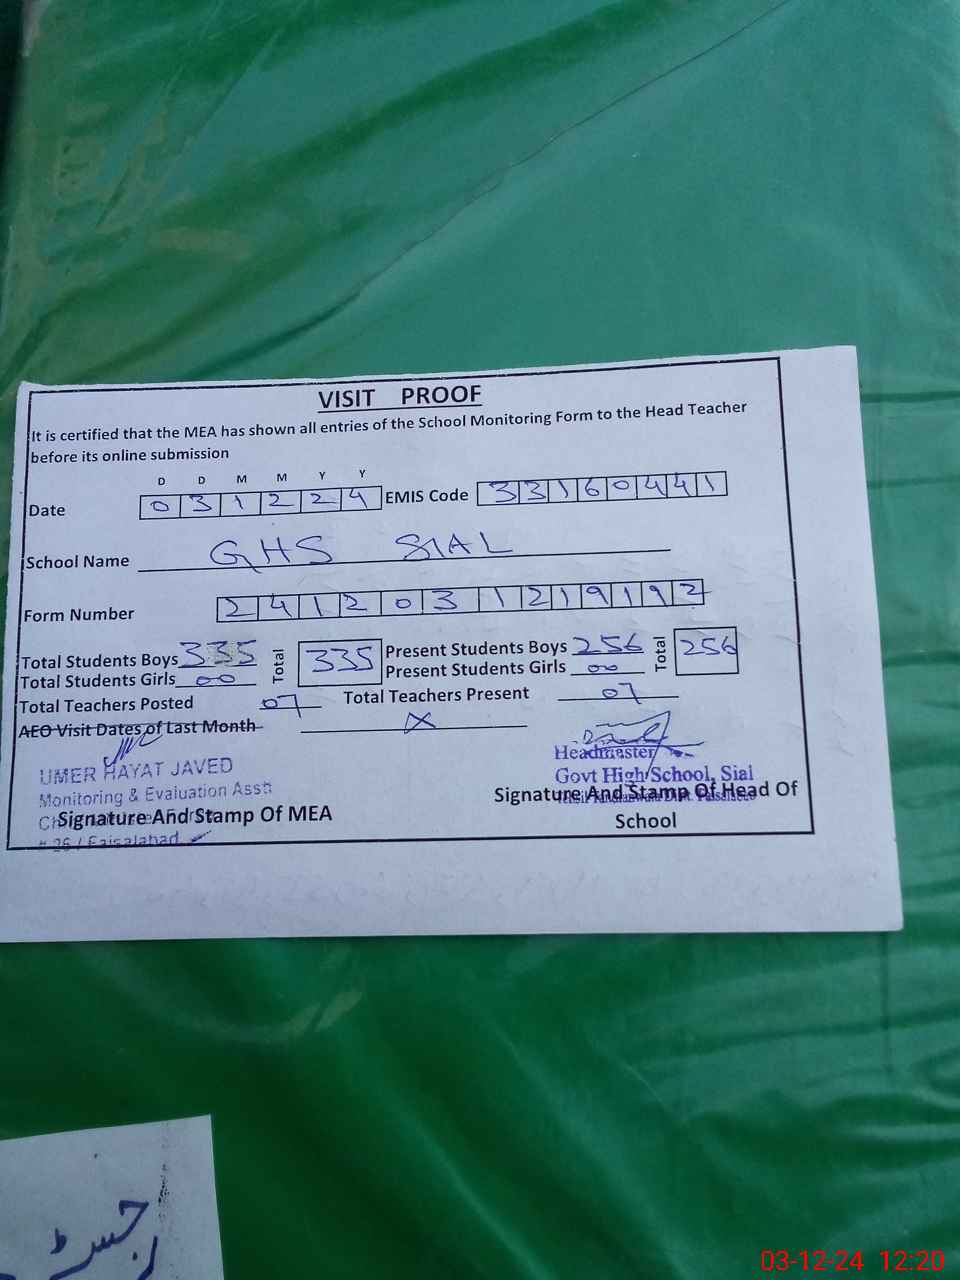 VISIT PROOF
It is certified that the MEA has shown all entries of the School Monitoring Form to the Head Teacher
before its online submission
D D M M Y Y
Date 0 3 1 2 2 4 EMIS Code 3 3 1 6 0 4 4 1
School Name GHS SIAL
Form Number 2 4 1 2 0 3 1 2 1 9 1 9 2
Total Students Boys 335 Total 335 Present Students Boys 256 Total 256
Total Students Girls 00 Present Students Girls 00
Total Teachers Posted 07 Total Teachers Present 07
AEO Visit Dates of Last Month X
UMER HAYAT JAVED
Monitoring & Evaluation Asstt
Signature And Stamp Of MEA
# 26 / Faisalabad
Headmaster
Govt High School, Sial
Signature And Stamp Of Head Of
School
رجسٹر
03-12-24 12:20